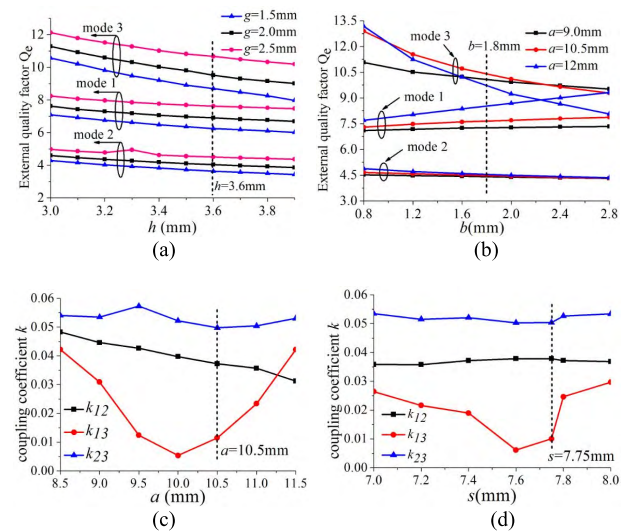 External quality factor Qe
12
10
8
6
4
2
3.0 3.2 3.4 3.6 3.8
h (mm)
mode 3
mode 1
mode 2
g=1.5mm
g=2.0mm
g=2.5mm
h=3.6mm
(a)
External quality factor Qe
13.5
12.0
10.5
9.0
7.5
6.0
4.5
3.0
0.8 1.2 1.6 2.0 2.4 2.8
b(mm)
b=1.8mm
mode 3
mode 1
mode 2
a=9.0mm
a=10.5mm
a=12mm
(b)
coupling coefficient k
0.06
0.05
0.04
0.03
0.02
0.01
0.00
8.5 9.0 9.5 10.0 10.5 11.0 11.5
a (mm)
k12
k13
k23
a=10.5mm
(c)
coupling coefficient k
0.06
0.05
0.04
0.03
0.02
0.01
0.00
7.0 7.2 7.4 7.6 7.8 8.0
s(mm)
k12
k13
k23
s=7.75mm
(d)